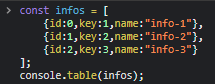 > const infos = [
{id:0,key:1,name:"info-1"},
{id:1,key:2,name:"info-2"},
{id:2,key:3,name:"info-3"}
];
console.table(infos);